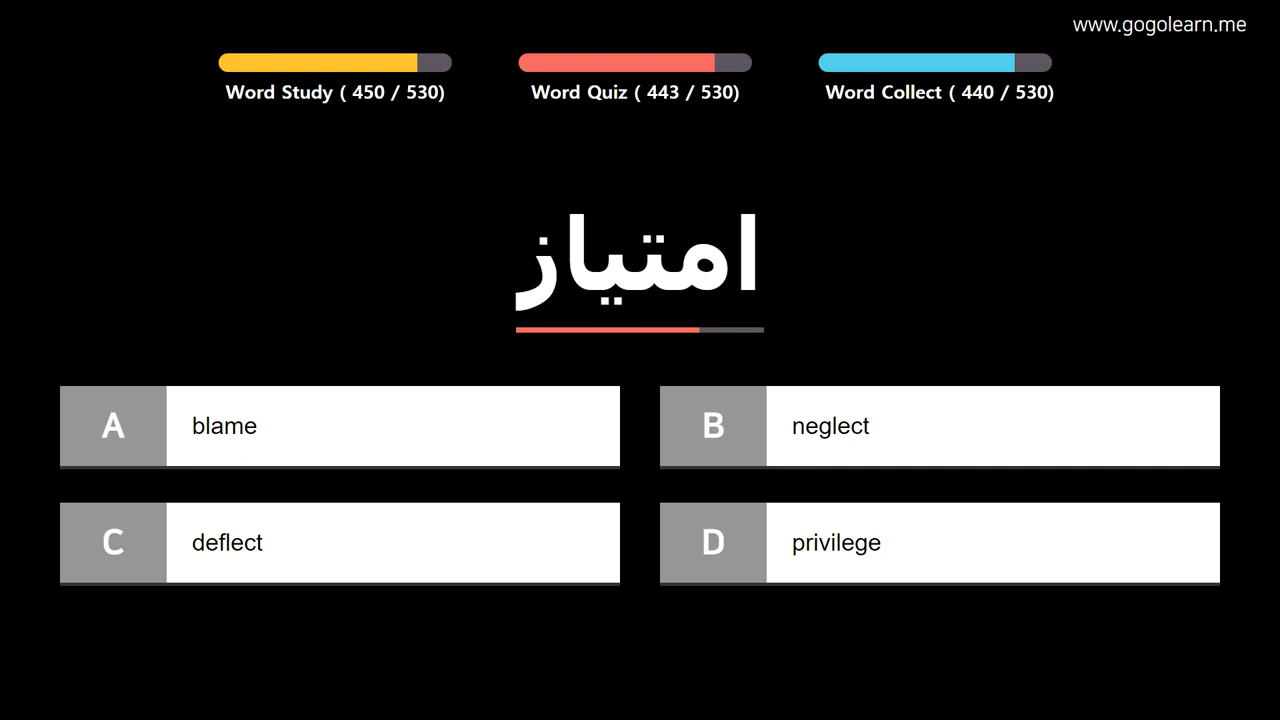 www.gogolearn.me
Word Study ( 450 / 530)
Word Quiz ( 443 / 530)
Word Collect ( 440 / 530)
امتیاز
A blame
B neglect
C deflect
D privilege